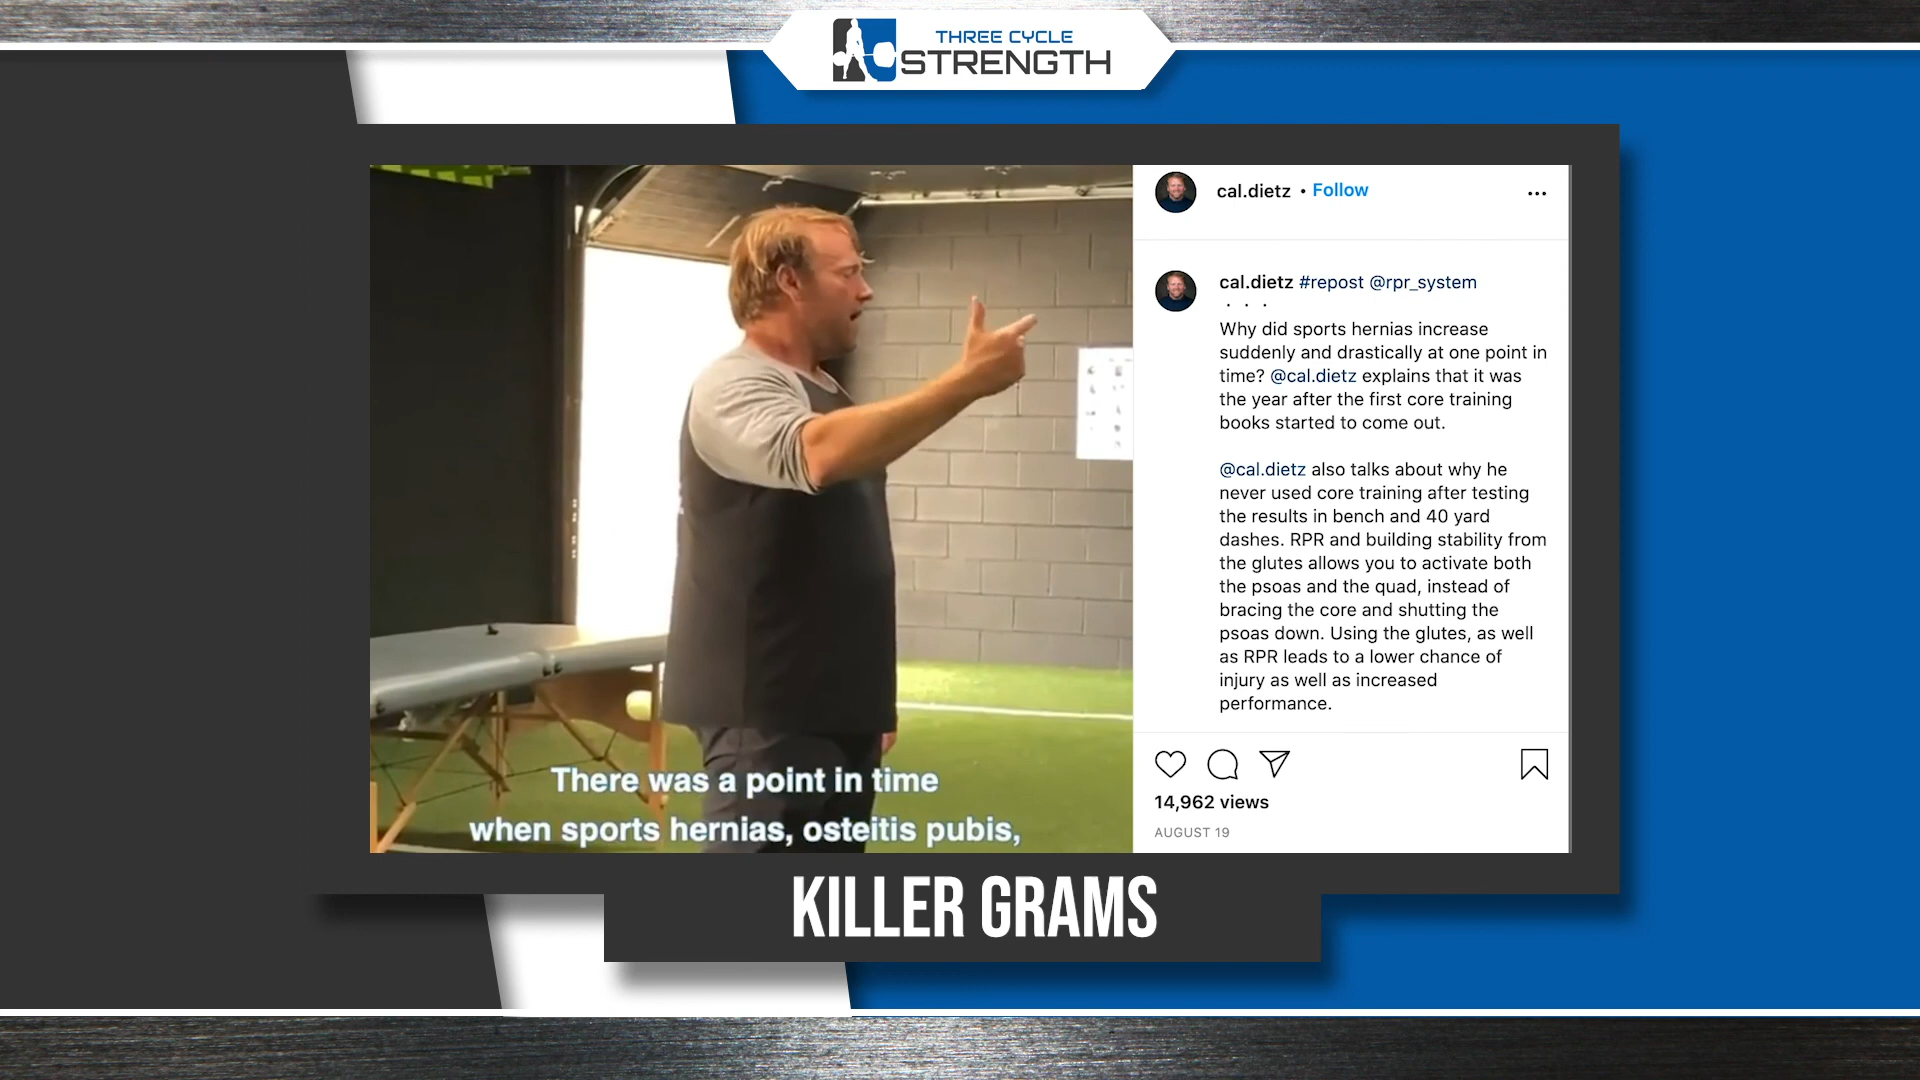 THREE CYCLE
STRENGTH
cal.dietz • Follow
cal.dietz #repost @rpr_system
. . .
Why did sports hernias increase
suddenly and drastically at one point in
time? @cal.dietz explains that it was
the year after the first core training
books started to come out.
@cal.dietz also talks about why he
never used core training after testing
the results in bench and 40 yard
dashes. RPR and building stability from
the glutes allows you to activate both
the psoas and the quad, instead of
bracing the core and shutting the
psoas down. Using the glutes, as well
as RPR leads to a lower chance of
injury as well as increased
performance.
14,962 views
AUGUST 19
There was a point in time
when sports hernias, osteitis pubis,
KILLER GRAMS